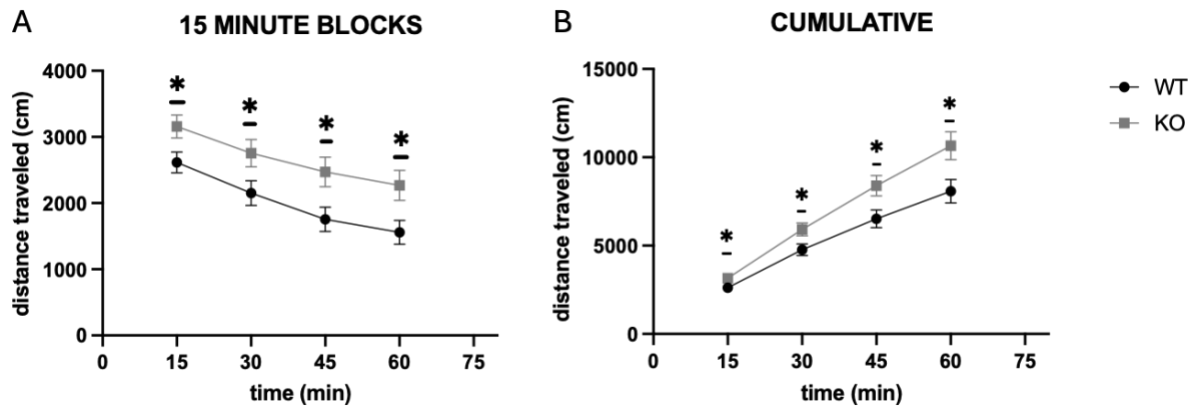 A
15 MINUTE BLOCKS
distance traveled (cm)
4000
3000
2000
1000
0
* * * *
0 15 30 45 60 75
time (min)
B
CUMULATIVE
distance traveled (cm)
15000
10000
5000
0
* * * *
0 15 30 45 60 75
time (min)
WT
KO